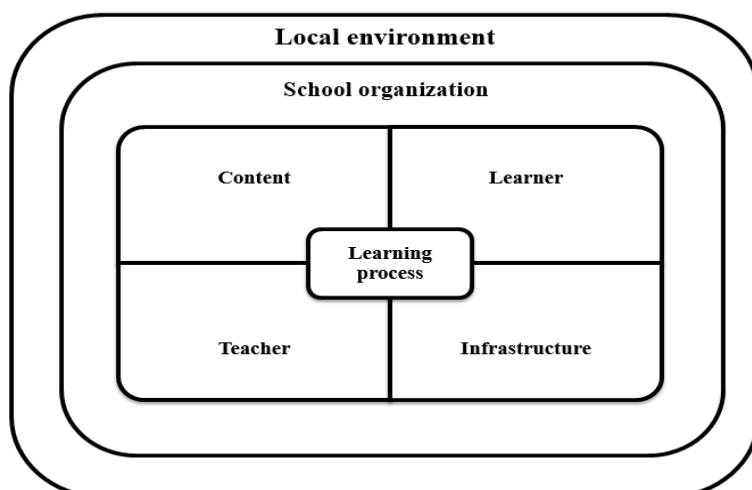 Local environment
School organization
Content
Learner
Learning
process
Teacher
Infrastructure